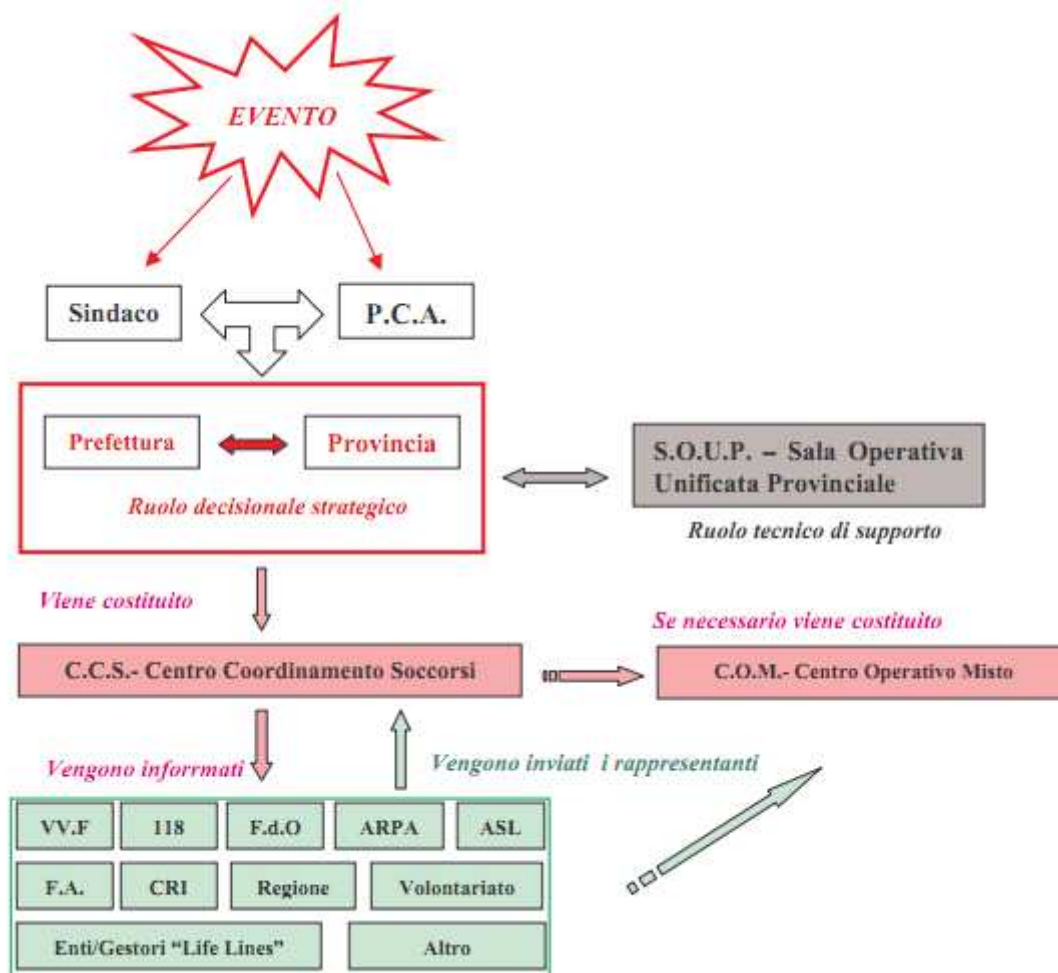 EVENTO
Sindaco
P.C.A.
Prefettura
Provincia
Ruolo decisionale strategico
S.O.U.P. – Sala Operativa
Unificata Provinciale
Ruolo tecnico di supporto
Viene costituito
Se necessario viene costituito
C.C.S.- Centro Coordinamento Soccorsi
C.O.M.- Centro Operativo Misto
Vengono inforrmati
Vengono inviati i rappresentanti
VV.F
118
F.d.O
ARPA
ASL
F.A.
CRI
Regione
Volontariato
Enti/Gestori “Life Lines”
Altro